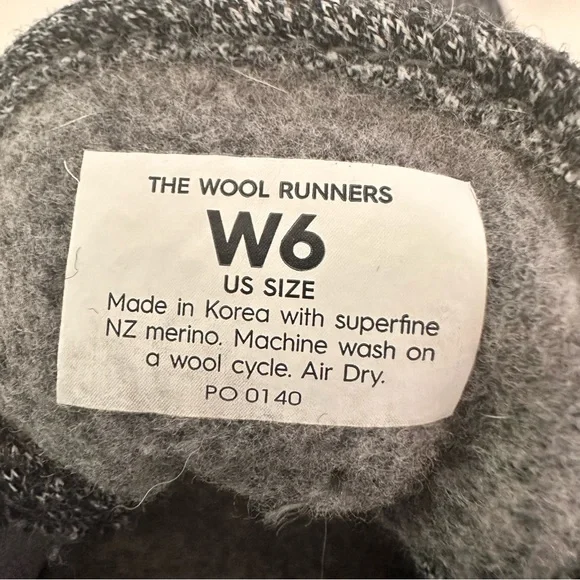 THE WOOL RUNNERS
W6
US SIZE
Made in Korea with superfine
NZ merino. Machine wash on
a wool cycle. Air Dry.
PO 0140